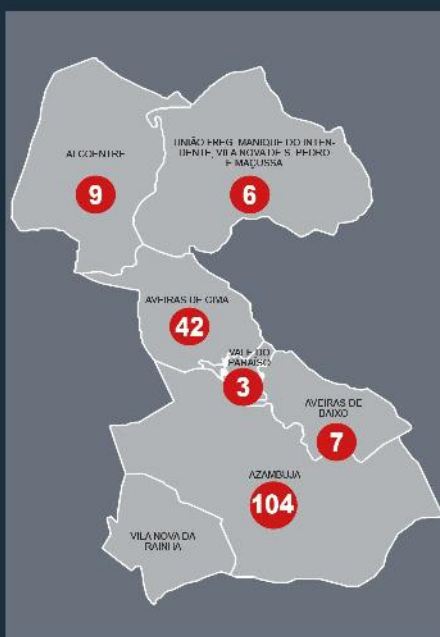 ALCOENTRE
9
UNIÃO FREG. MANIQUE DO INTEN-
DENTE, VILA NOVA DE S. PEDRO
E MAÇUSSA
6
AVEIRAS DE CIMA
42
VALE DO
PARAÍSO
3
AVEIRAS DE
BAIXO
7
AZAMBUJA
104
VILA NOVA DA
RAINHA